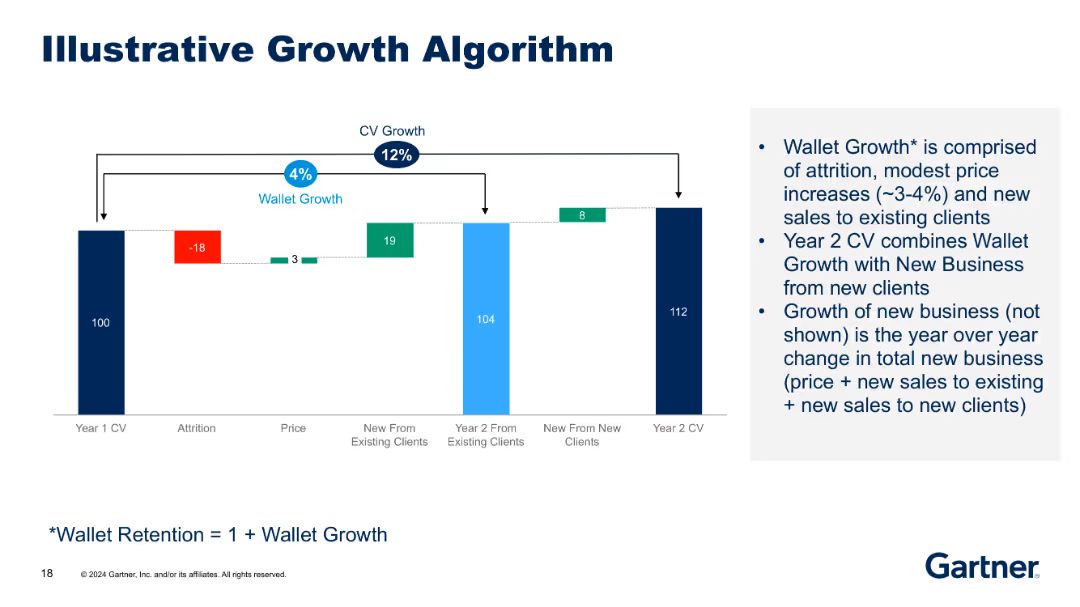 Illustrative Growth Algorithm
CV Growth
12%
4%
Wallet Growth
100
-18
3
19
104
8
112
Year 1 CV
Attrition
Price
New From
Existing Clients
Year 2 From
Existing Clients
New From New
Clients
Year 2 CV
• Wallet Growth* is comprised
of attrition, modest price
increases (~3-4%) and new
sales to existing clients
• Year 2 CV combines Wallet
Growth with New Business
from new clients
• Growth of new business (not
shown) is the year over year
change in total new business
(price + new sales to existing
+ new sales to new clients)
*Wallet Retention = 1 + Wallet Growth
18
© 2024 Gartner, Inc. and/or its affiliates. All rights reserved.
Gartner®